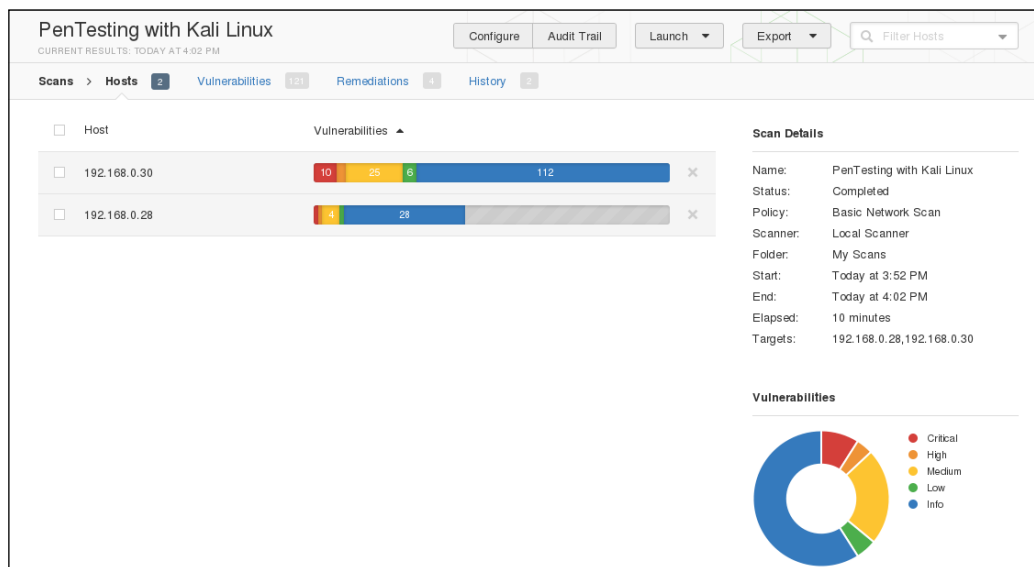 PenTesting with Kali Linux
CURRENT RESULTS: TODAY AT 4:02 PM
Configure Audit Trail Launch Export Filter Hosts
Scans > Hosts 2 Vulnerabilities 121 Remediations 4 History 2
Host Vulnerabilities
192.168.0.30 10 25 6 112
192.168.0.28 4 28
Scan Details
Name: PenTesting with Kali Linux
Status: Completed
Policy: Basic Network Scan
Scanner: Local Scanner
Folder: My Scans
Start: Today at 3:52 PM
End: Today at 4:02 PM
Elapsed: 10 minutes
Targets: 192.168.0.28,192.168.0.30
Vulnerabilities
Critical
High
Medium
Low
Info